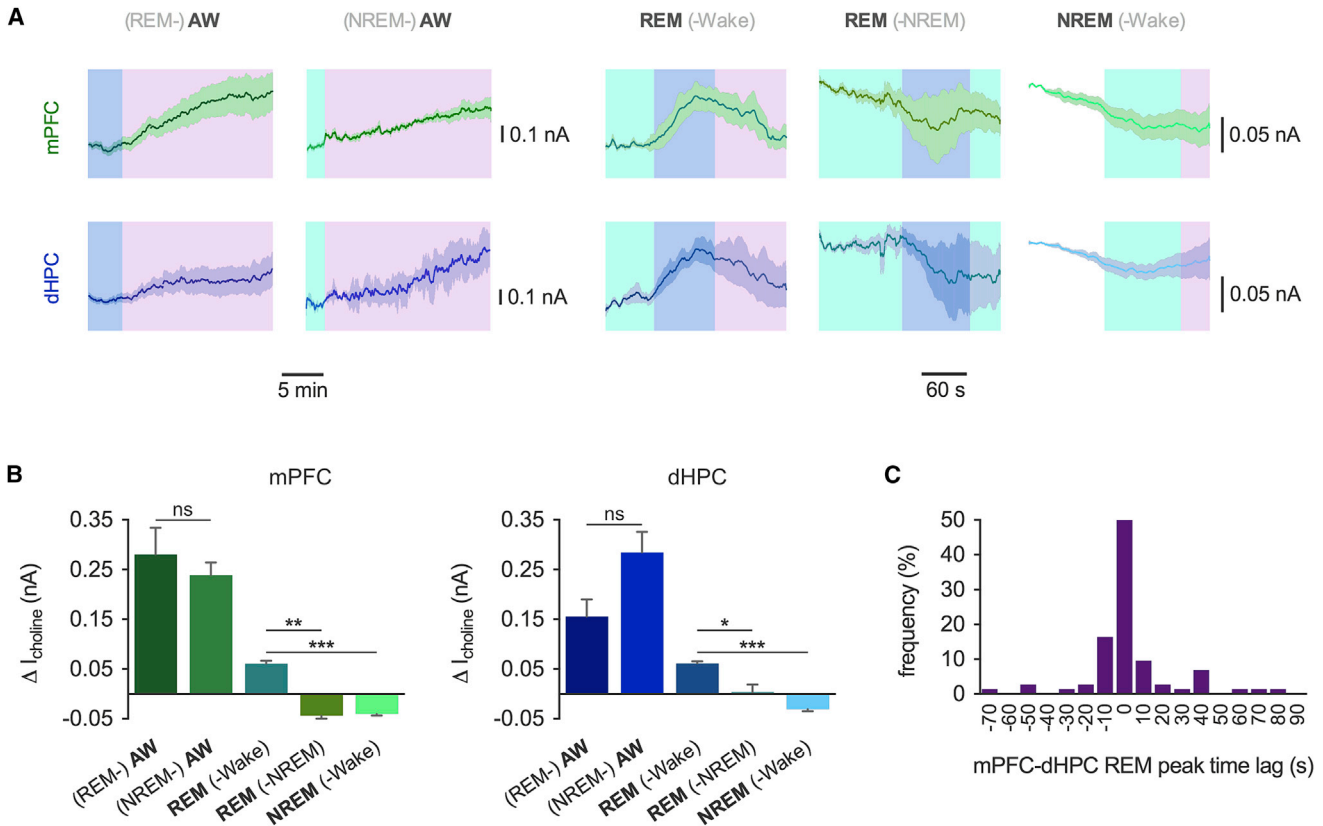 A
(REM-) AW
(NREM-) AW
REM (-Wake)
REM (-NREM)
NREM (-Wake)
mPFC
0.1 nA
0.05 nA
dHPC
0.1 nA
0.05 nA
5 min
60 s
B
mPFC
Δ Icholine (nA)
0.35
0.25
0.15
0.05
-0.05
ns
**
***
(REM-) AW
(NREM-) AW
REM (-Wake)
REM (-NREM)
NREM (-Wake)
dHPC
Δ Icholine (nA)
0.35
0.25
0.15
0.05
-0.05
ns
*
***
(REM-) AW
(NREM-) AW
REM (-Wake)
REM (-NREM)
NREM (-Wake)
C
frequency (%)
50
40
30
20
10
0
-70 -60 -50 -40 -30 -20 -10 0 10 20 30 40 50 60 70 80 90
mPFC-dHPC REM peak time lag (s)